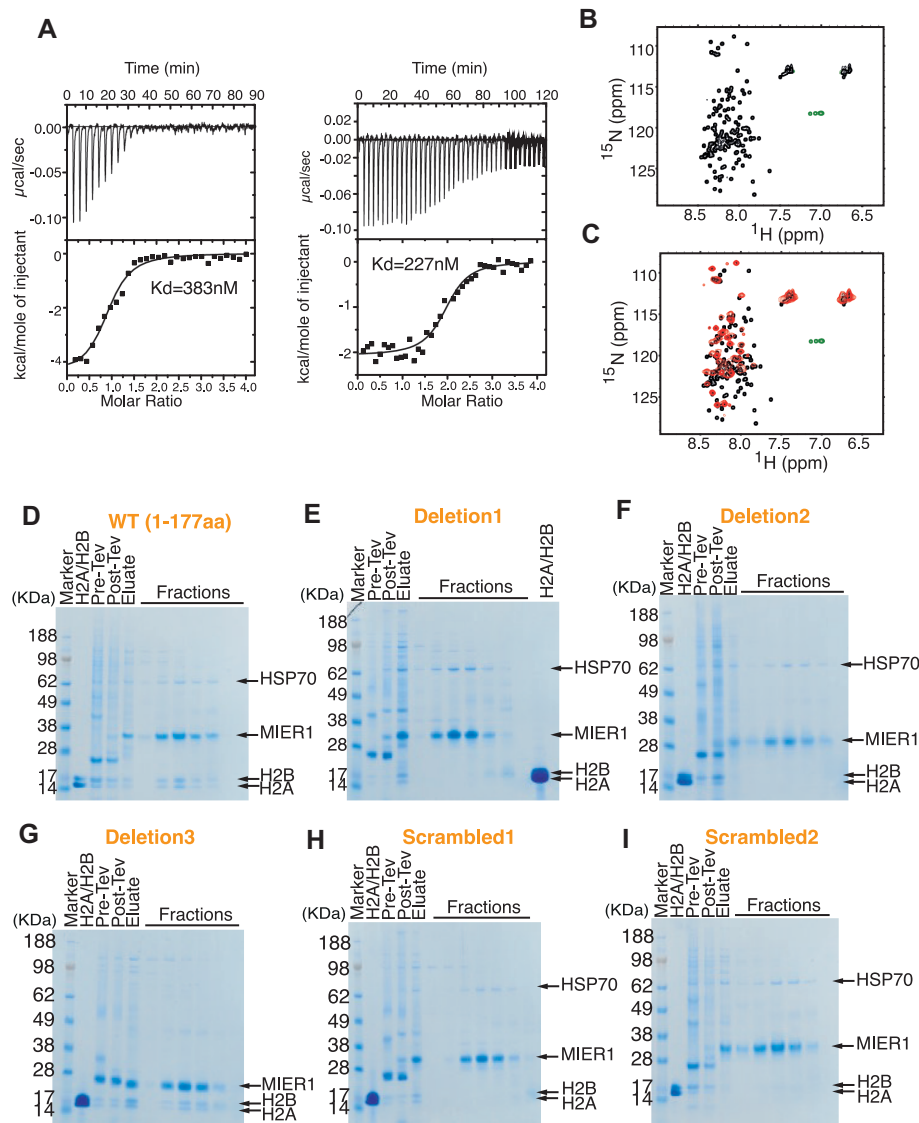 A
Time (min)
0 10 20 30 40 50 60 70 80 90
0.00
-0.05
-0.10
µcal/sec
0
-2
-4
kcal/mole of injectant
Kd=383nM
0.0 0.5 1.0 1.5 2.0 2.5 3.0 3.5 4.0
Molar Ratio
Time (min)
0 10 20 30 40 50 60 70 80 90 100 120
0.02
0.00
-0.02
-0.04
-0.06
-0.08
-0.10
µcal/sec
0
-1
-2
kcal/mole of injectant
Kd=227nM
0.0 0.5 1.0 1.5 2.0 2.5 3.0 3.5 4.0
Molar Ratio
B
110
115
120
125
15N (ppm)
8.5 8.0 7.5 7.0 6.5
1H (ppm)
C
110
115
120
125
15N (ppm)
8.5 8.0 7.5 7.0 6.5
1H (ppm)
D
WT (1-177aa)
(KDa)
Marker
H2A/H2B
Pre-Tev
Post-Tev
Eluate
Fractions
188
98
62
49
38
28
17
14
HSP70
MIER1
H2B
H2A
E
Deletion1
(KDa)
Marker
Pre-Tev
Post-Tev
Eluate
Fractions
H2A/H2B
188
98
62
49
38
28
17
14
HSP70
MIER1
H2B
H2A
F
Deletion2
(KDa)
Marker
H2A/H2B
Pre-Tev
Post-Tev
Eluate
Fractions
188
98
62
49
38
28
17
14
HSP70
MIER1
H2B
H2A
G
Deletion3
(KDa)
Marker
H2A/H2B
Pre-Tev
Post-Tev
Eluate
Fractions
188
98
62
49
38
28
17
14
MIER1
H2B
H2A
H
Scrambled1
(KDa)
Marker
H2A/H2B
Pre-Tev
Post-Tev
Eluate
Fractions
188
98
62
49
38
28
17
14
HSP70
MIER1
H2B
H2A
I
Scrambled2
(KDa)
Marker
H2A/H2B
Pre-Tev
Post-Tev
Eluate
Fractions
188
98
62
49
38
28
17
14
HSP70
MIER1
H2B
H2A